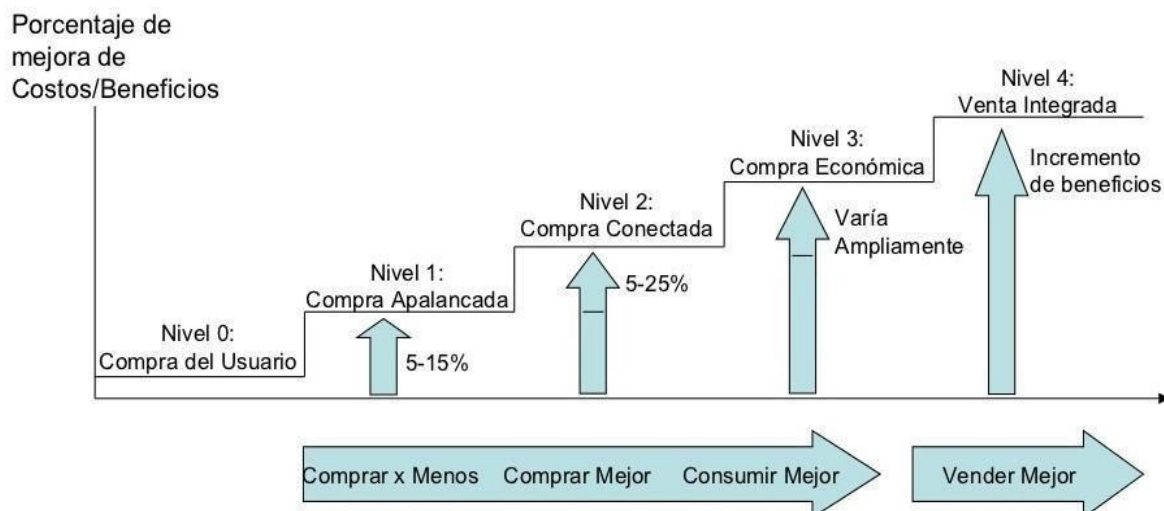 Porcentaje de
mejora de
Costos/Beneficios
Nivel 4:
Venta Integrada
Nivel 3:
Compra Económica
Incremento
de beneficios
Nivel 2:
Compra Conectada
Varía
Ampliamente
Nivel 1:
Compra Apalancada
5-25%
Nivel 0:
Compra del Usuario
5-15%
Comprar x Menos
Comprar Mejor
Consumir Mejor
Vender Mejor